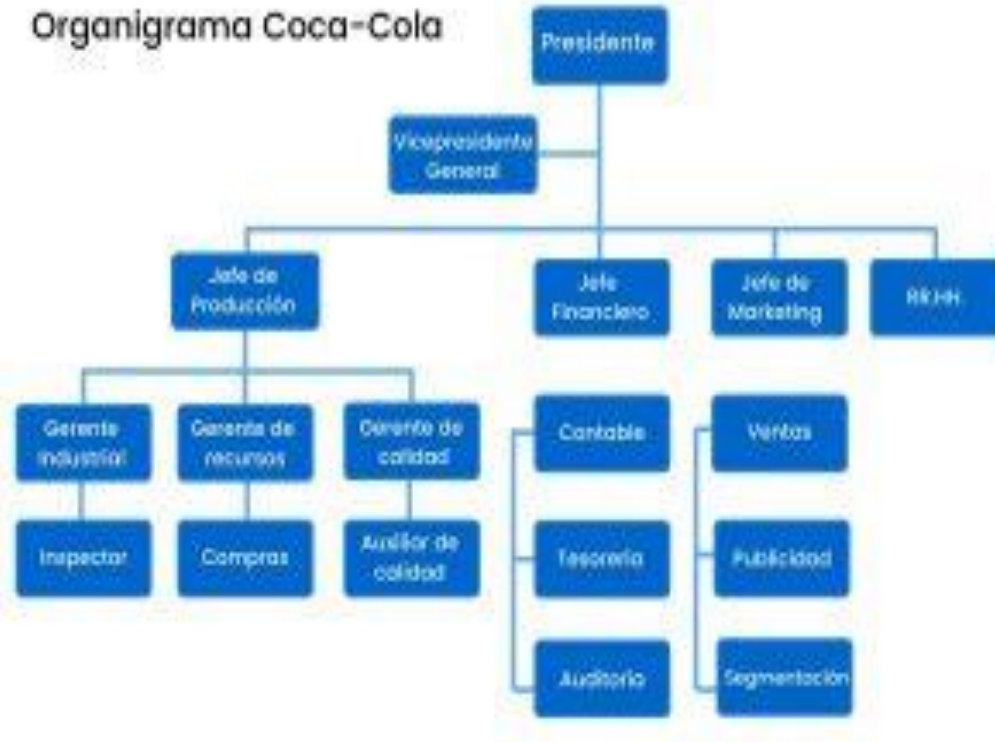 Organigrama Coca-Cola
Presidente
Vicepresidente
General
Jefe de
Producción
Jefe
Financiero
Jefe de
Marketing
RR.HH.
Gerente
Industrial
Gerente de
recursos
Gerente de
calidad
Contable
Ventas
Inspector
Compras
Auxiliar de
calidad
Tesorería
Publicidad
Auditoria
Segmentación